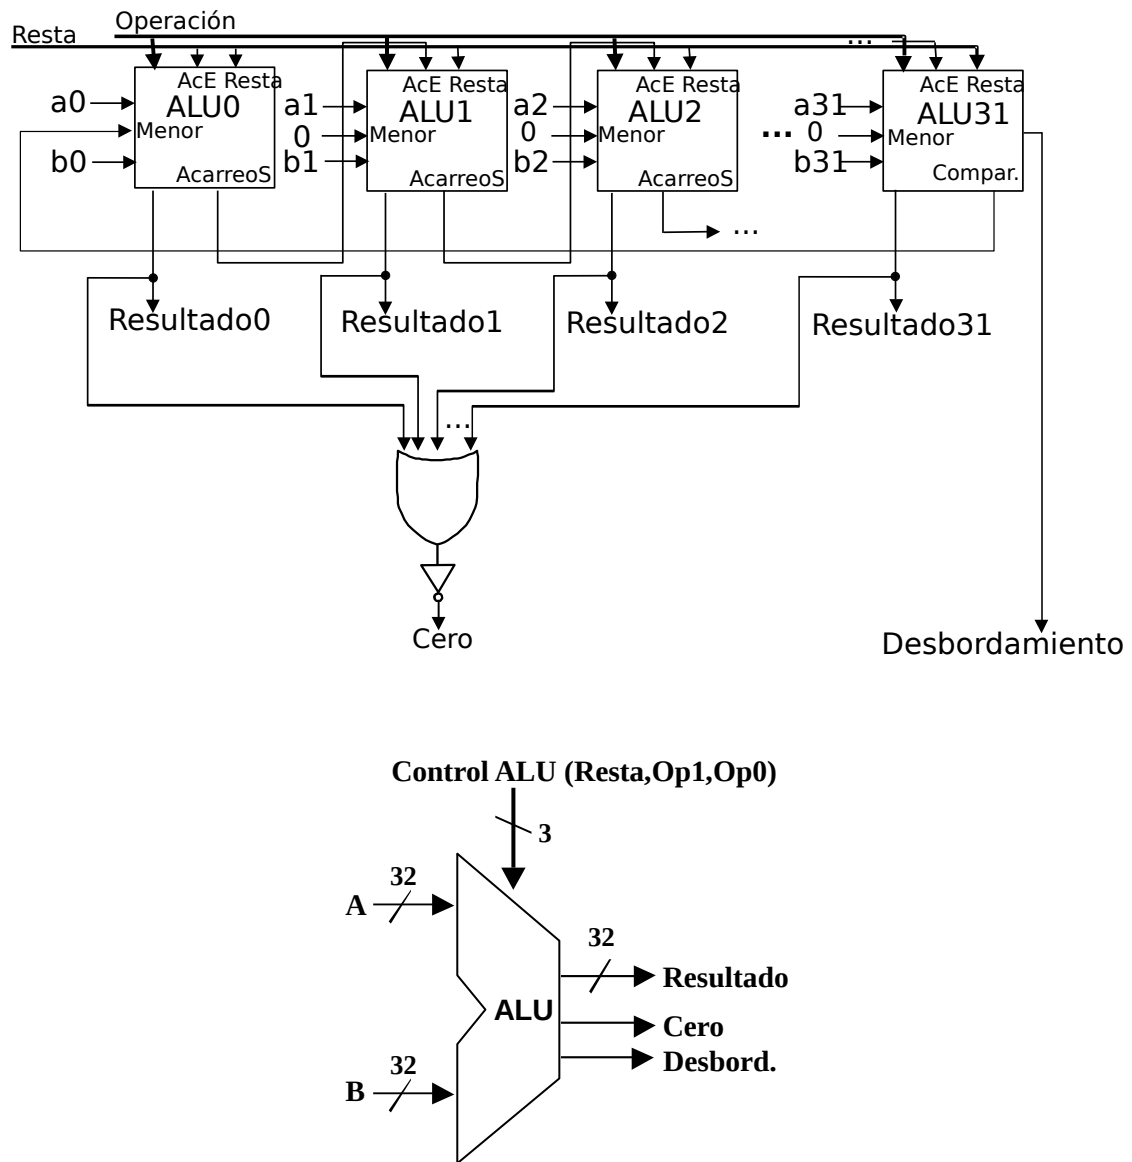 Operación
Resta
...
AcE Resta
ALU0
a0
Menor
b0
AcarreoS
AcE Resta
ALU1
a1
0
Menor
b1
AcarreoS
AcE Resta
ALU2
a2
0
Menor
b2
AcarreoS
...
...
AcE Resta
ALU31
a31
0
Menor
b31
Compar.
Resultado0
Resultado1
Resultado2
Resultado31
...
Cero
Desbordamiento
Control ALU (Resta,Op1,Op0)
3
32
A
32
Resultado
ALU
Cero
Desbord.
32
B